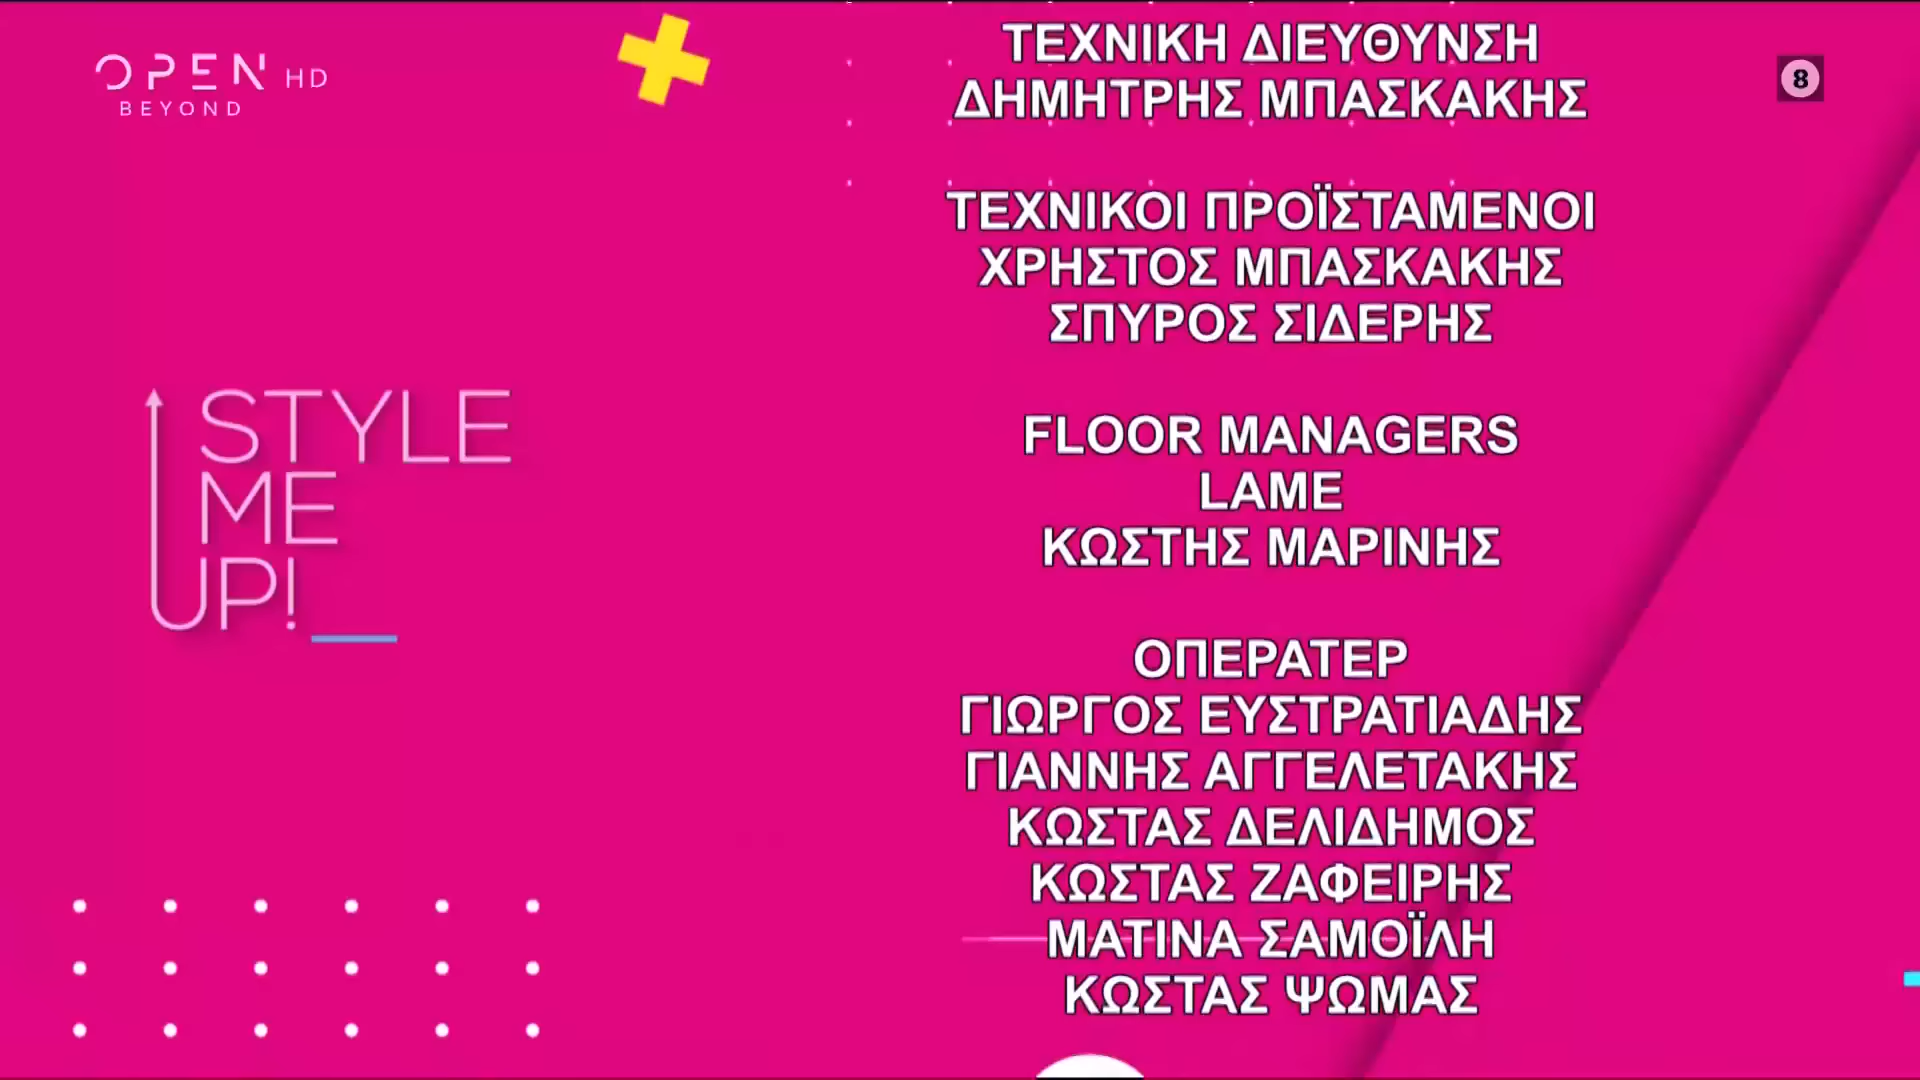 OPEN HD
BEYOND
8
STYLE
ME
UP!
ΤΕΧΝΙΚΗ ΔΙΕΥΘΥΝΣΗ
ΔΗΜΗΤΡΗΣ ΜΠΑΣΚΑΚΗΣ
ΤΕΧΝΙΚΟΙ ΠΡΟΪΣΤΑΜΕΝΟΙ
ΧΡΗΣΤΟΣ ΜΠΑΣΚΑΚΗΣ
ΣΠΥΡΟΣ ΣΙΔΕΡΗΣ
FLOOR MANAGERS
LAME
ΚΩΣΤΗΣ ΜΑΡΙΝΗΣ
ΟΠΕΡΑΤΕΡ
ΓΙΩΡΓΟΣ ΕΥΣΤΡΑΤΙΑΔΗΣ
ΓΙΑΝΝΗΣ ΑΓΓΕΛΕΤΑΚΗΣ
ΚΩΣΤΑΣ ΔΕΛΙΔΗΜΟΣ
ΚΩΣΤΑΣ ΖΑΦΕΙΡΗΣ
ΜΑΤΙΝΑ ΣΑΜΟΪΛΗ
ΚΩΣΤΑΣ ΨΩΜΑΣ